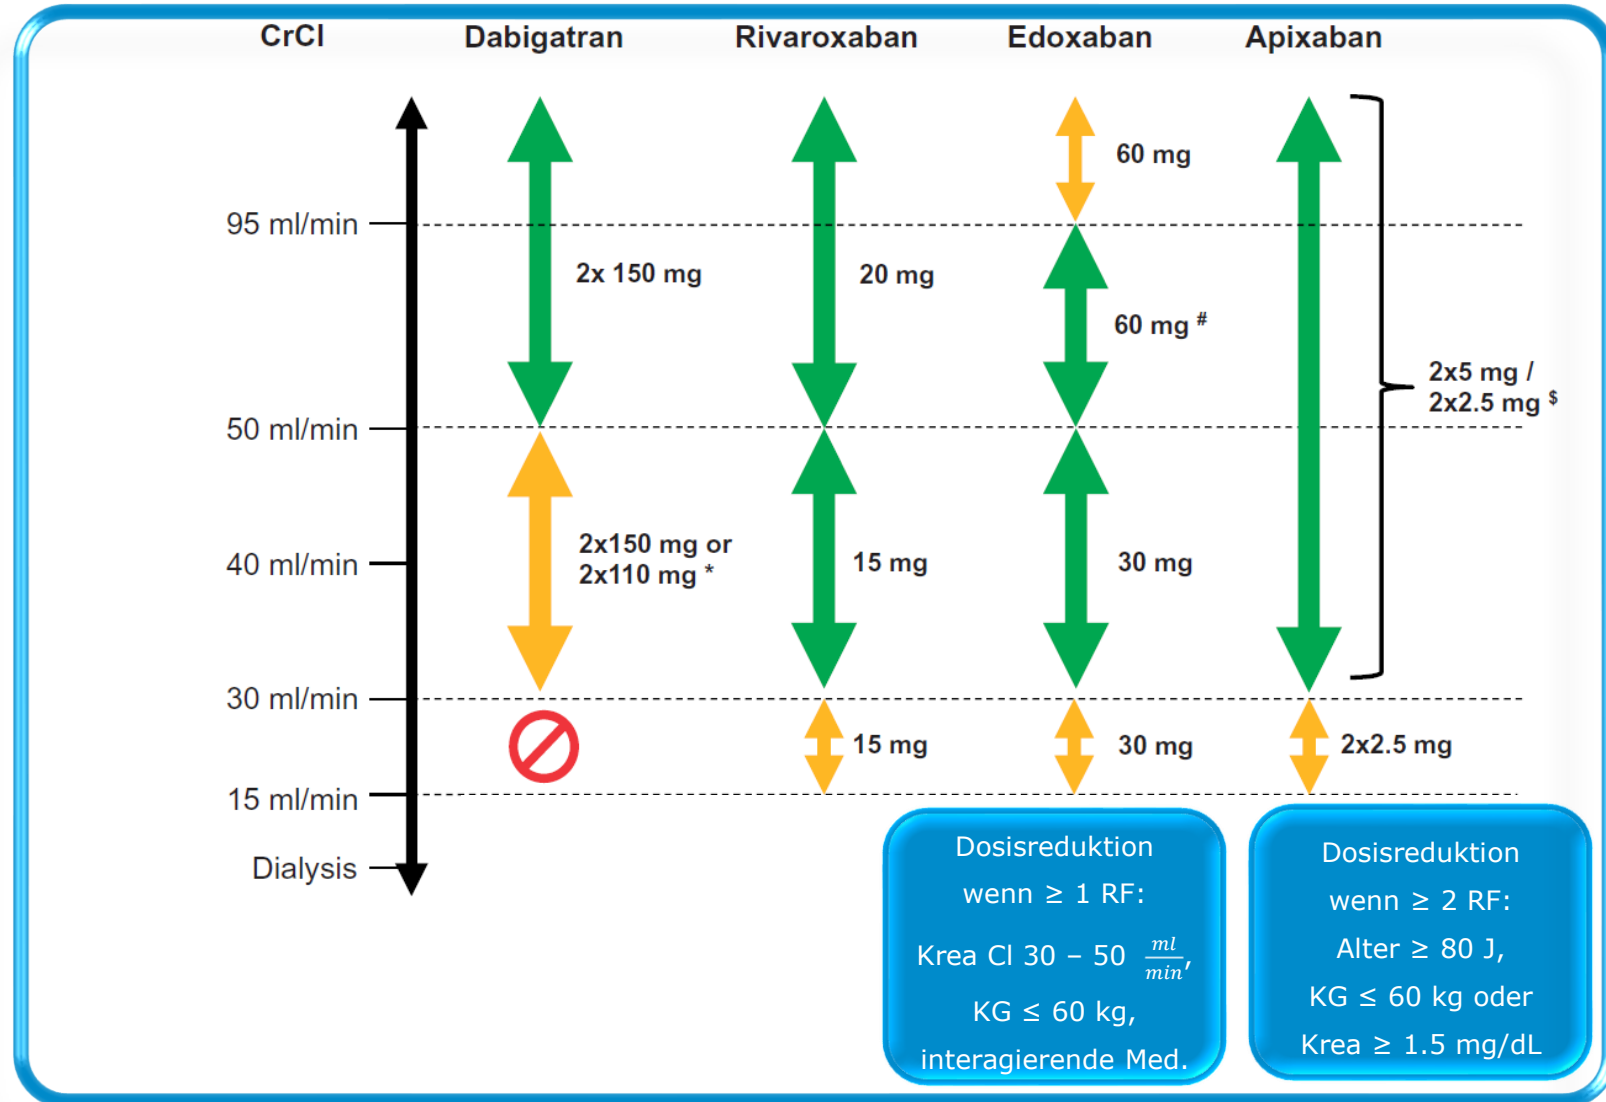 CrCl Dabigatran Rivaroxaban Edoxaban Apixaban
60 mg
95 ml/min
2x 150 mg
20 mg
60 mg #
2x5 mg /
2x2.5 mg $
50 ml/min
2x150 mg or
2x110 mg *
40 ml/min
15 mg
30 mg
30 ml/min
15 mg
30 mg
2x2.5 mg
15 ml/min
Dialysis
Dosisreduktion
wenn ≥ 1 RF:
Krea Cl 30 – 50 ml/min,
KG ≤ 60 kg,
interagierende Med.
Dosisreduktion
wenn ≥ 2 RF:
Alter ≥ 80 J,
KG ≤ 60 kg oder
Krea ≥ 1.5 mg/dL